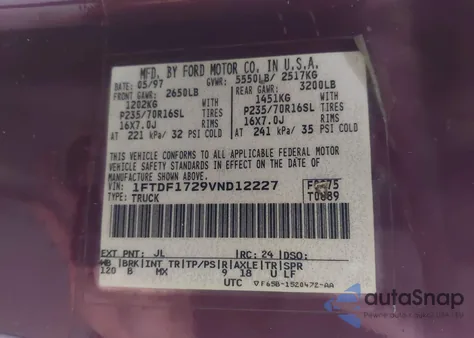 MFD. BY FORD MOTOR CO. IN U.S.A.
DATE: 05/97 GVWR: 5550LB/ 2517KG
FRONT GAWR: 2650LB REAR GAWR: 3200LB
1202KG WITH 1451KG WITH
P235/70R16SL TIRES P235/70R16SL TIRES
16X7.0J RIMS 16X7.0J RIMS
AT 221 kPa/ 32 PSI COLD AT 241 kPa/ 35 PSI COLD
THIS VEHICLE CONFORMS TO ALL APPLICABLE FEDERAL MOTOR
VEHICLE SAFETY STANDARDS IN EFFECT ON THE DATE OF
MANUFACTURE SHOWN ABOVE.
VIN: 1FTDF1729VND12227
TYPE: TRUCK T0089
EXT PNT: JL RC: 24 DSO:
WB BRK INT TR TP/PS R AXLE TR SPR
120 B MX 9 18 U LF
UTC
autoSnap